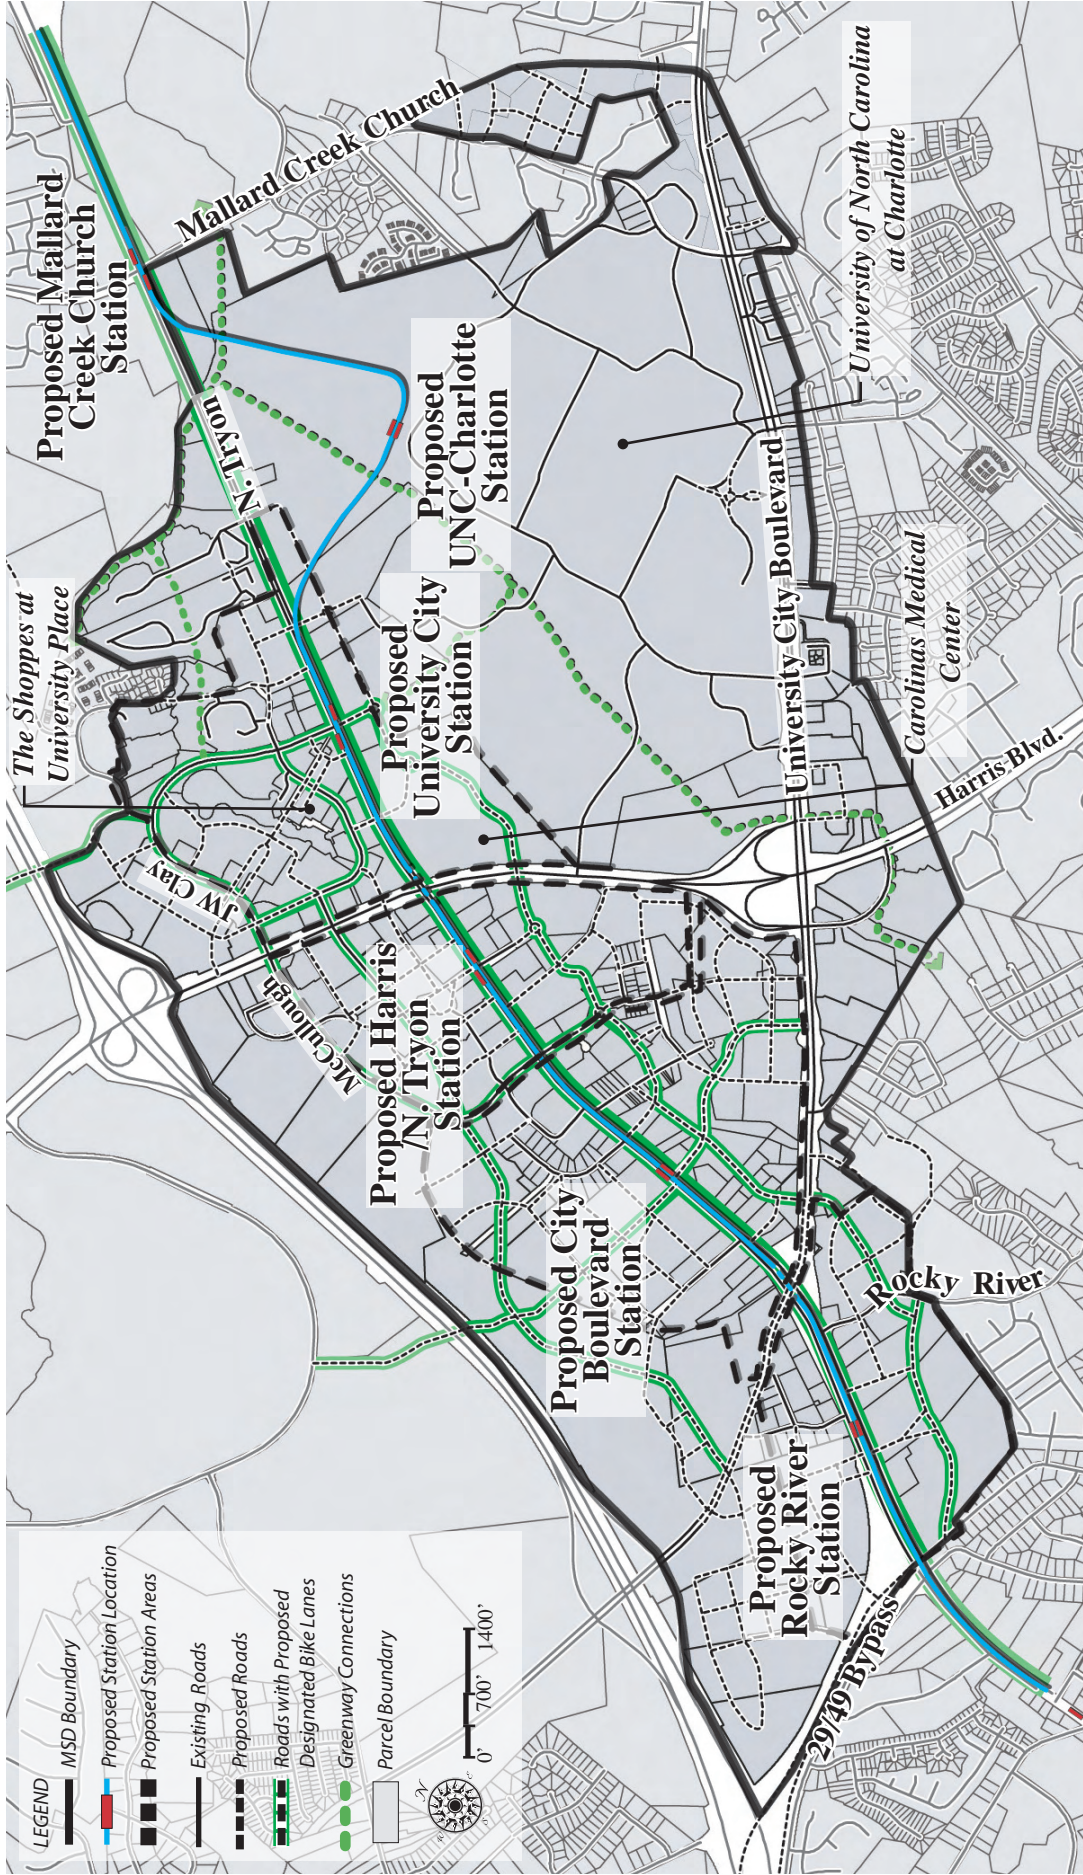 LEGEND
MSD Boundary
Proposed Station Location
Proposed Station Areas
Existing Roads
Proposed Roads
Roads with Proposed
Designated Bike Lanes
Greenway Connections
Parcel Boundary
0' 700' 1400'
N
Proposed Mallard
Creek Church
Station
Mallard Creek Church
N. Tryon
The Shoppes at
University Place
Proposed
UNC-Charlotte
Station
University of North Carolina
at Charlotte
University City Boulevard
Proposed
University City
Station
Carolinas Medical
Center
Harris Blvd.
JW Clay
McCullough
Proposed Harris
/N. Tryon
Station
Proposed City
Boulevard
Station
Rocky River
Proposed
Rocky River
Station
29/49 Bypass